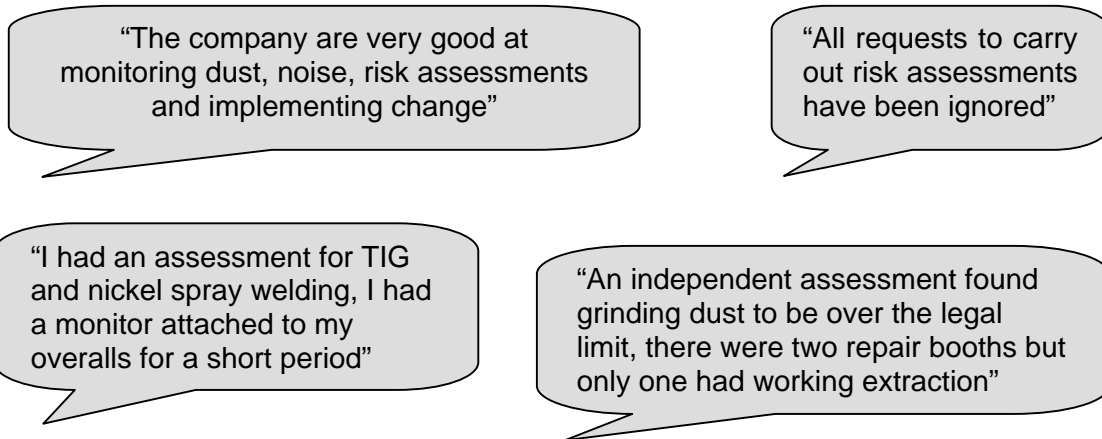 “The company are very good at
monitoring dust, noise, risk assessments
and implementing change”
“All requests to carry
out risk assessments
have been ignored”
“I had an assessment for TIG
and nickel spray welding, I had
a monitor attached to my
overalls for a short period”
“An independent assessment found
grinding dust to be over the legal
limit, there were two repair booths but
only one had working extraction”